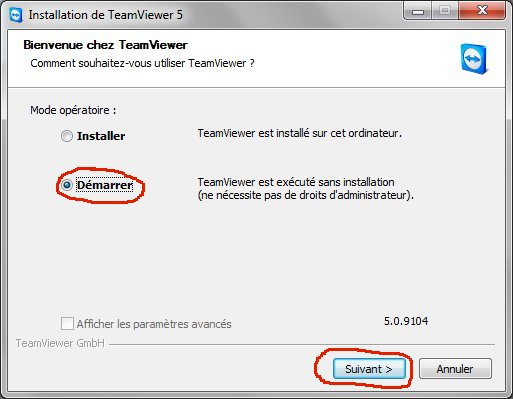 Installation de TeamViewer 5
Bienvenue chez TeamViewer
Comment souhaitez-vous utiliser TeamViewer ?
Mode opératoire :
Installer
TeamViewer est installé sur cet ordinateur.
Démarrer
TeamViewer est exécuté sans installation
(ne nécessite pas de droits d'administrateur).
Afficher les paramètres avancés
5.0.9104
TeamViewer GmbH
Suivant >
Annuler